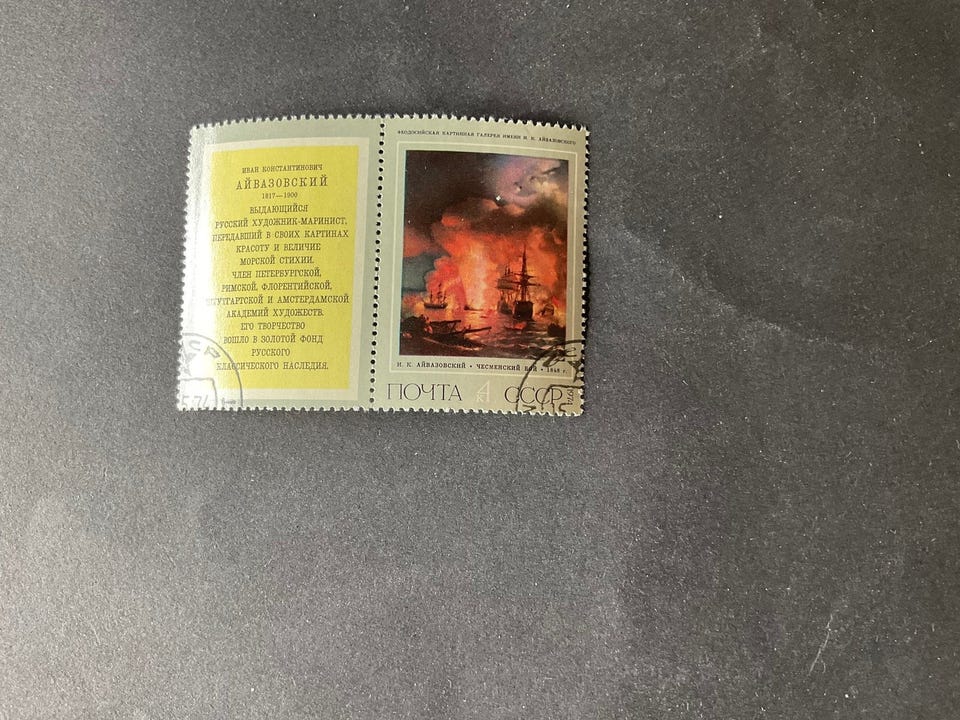 ИВАН КОНСТАНТИНОВИЧ
АЙВАЗОВСКИЙ
1817—1900
ВЫДАЮЩИЙСЯ
РУССКИЙ ХУДОЖНИК-МАРИНИСТ,
ПЕРЕДАВШИЙ В СВОИХ КАРТИНАХ
КРАСОТУ И ВЕЛИЧИЕ
МОРСКОЙ СТИХИИ.
ЧЛЕН ПЕТЕРБУРГСКОЙ,
РИМСКОЙ, ФЛОРЕНТИЙСКОЙ,
ШТУТГАРТСКОЙ И АМСТЕРДАМСКОЙ
АКАДЕМИЙ ХУДОЖЕСТВ.
ЕГО ТВОРЧЕСТВО
ВОШЛО В ЗОЛОТОЙ ФОНД
РУССКОГО
КЛАССИЧЕСКОГО НАСЛЕДИЯ.
ФЕОДОСИЙСКАЯ КАРТИННАЯ ГАЛЕРЕЯ ИМЕНИ И. К. АЙВАЗОВСКОГО
И. К. АЙВАЗОВСКИЙ • ЧЕСМЕНСКИЙ БОЙ • 1848 г.
ПОЧТА 4к СССР
1974